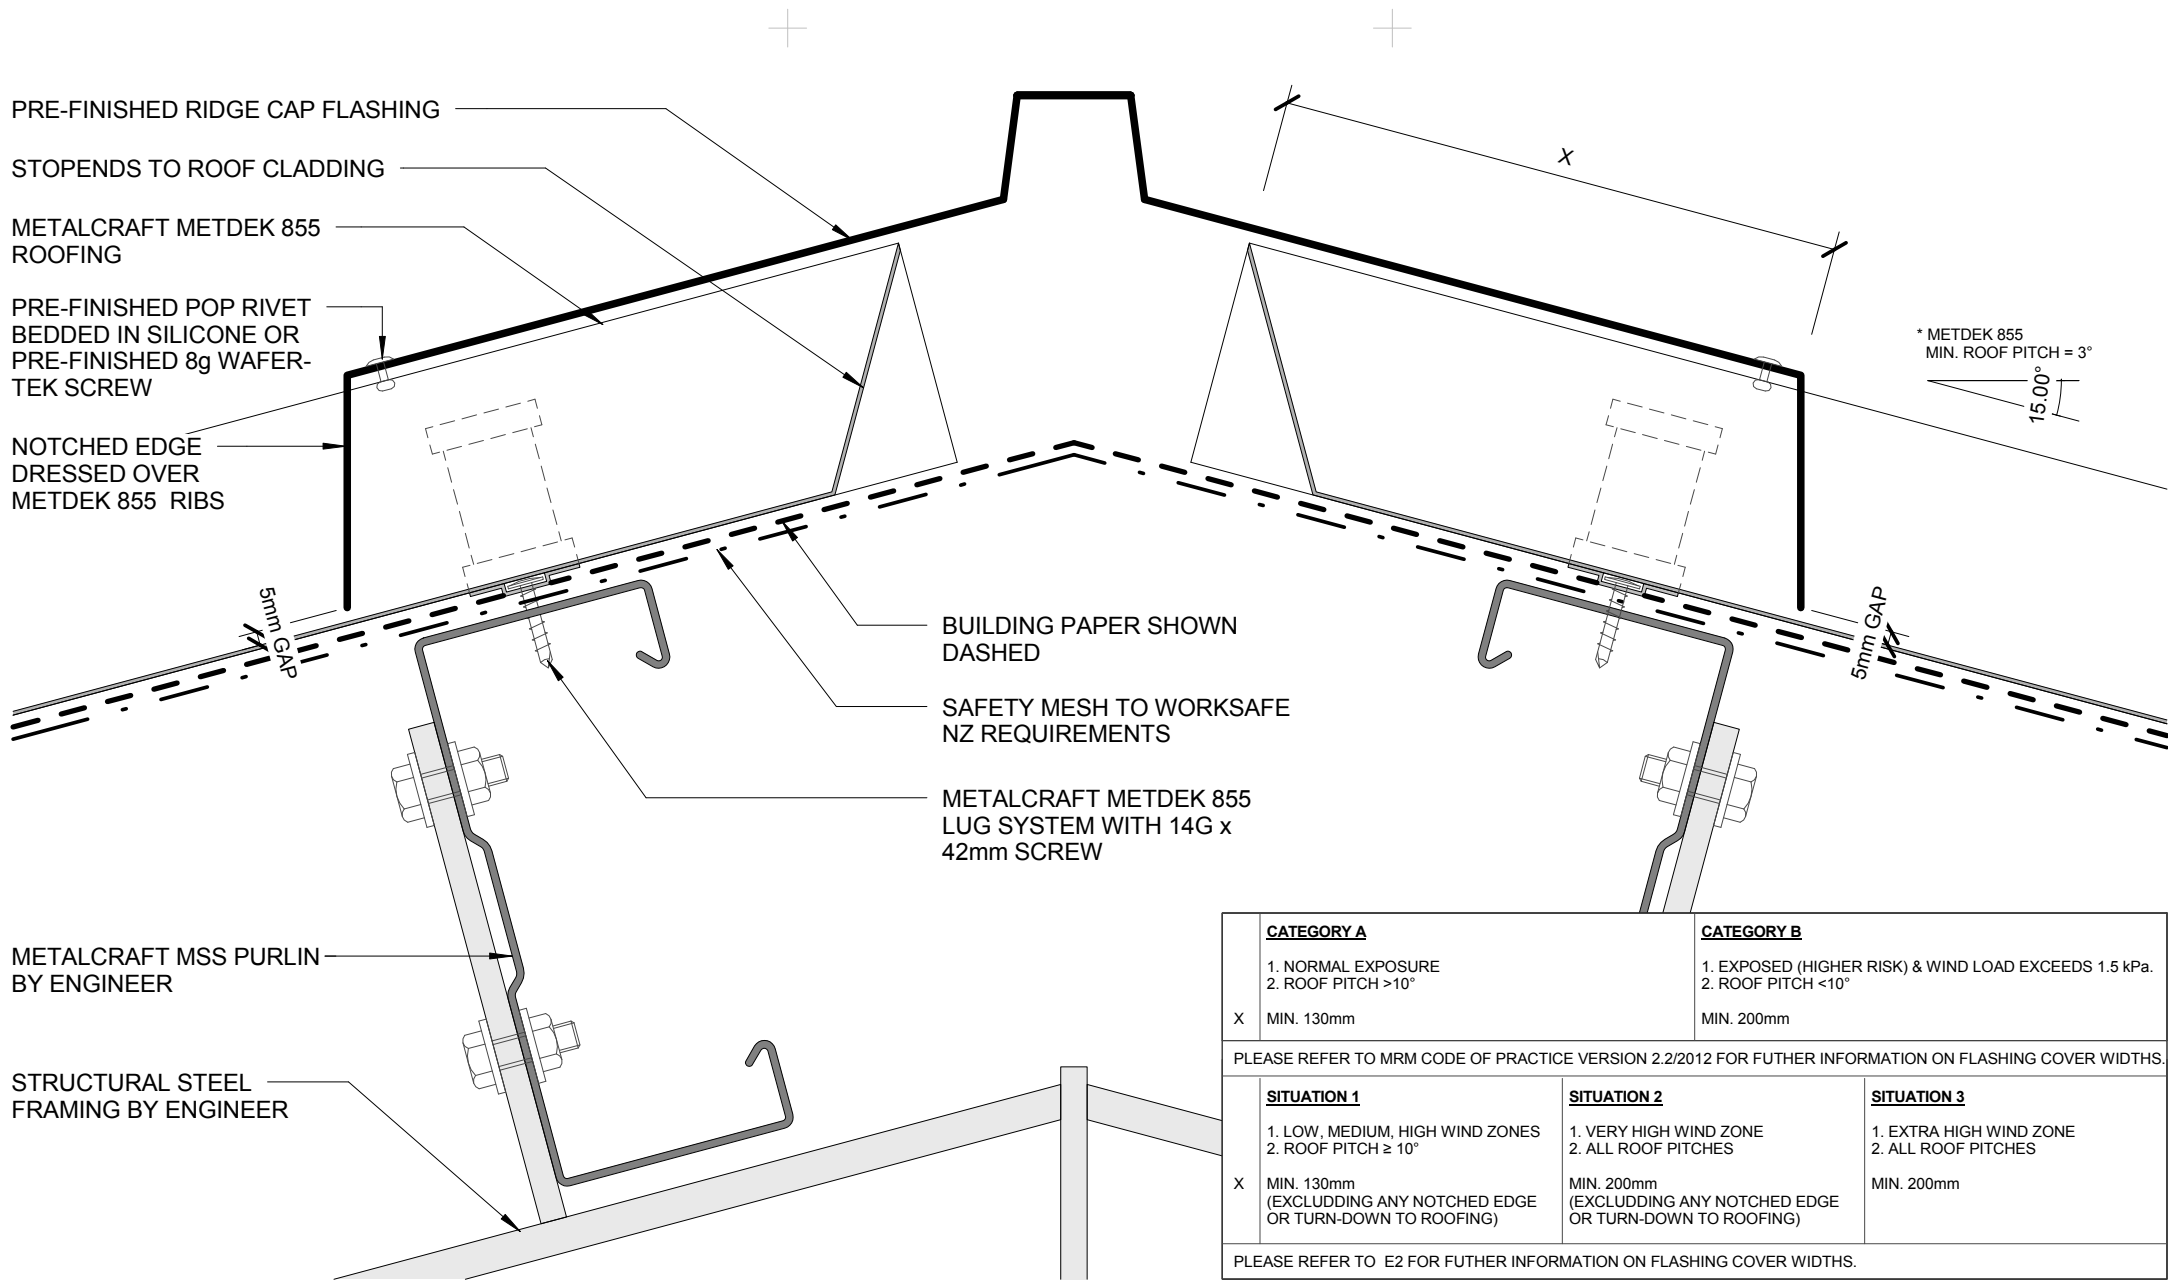 PRE-FINISHED RIDGE CAP FLASHING
STOPENDS TO ROOF CLADDING
METALCRAFT METDEK 855
ROOFING
PRE-FINISHED POP RIVET
BEDDED IN SILICONE OR
PRE-FINISHED 8g WAFER-
TEK SCREW
NOTCHED EDGE
DRESSED OVER
METDEK 855 RIBS
5mm GAP
X
* METDEK 855
MIN. ROOF PITCH = 3°
15.00°
5mm GAP
BUILDING PAPER SHOWN
DASHED
SAFETY MESH TO WORKSAFE
NZ REQUIREMENTS
METALCRAFT METDEK 855
LUG SYSTEM WITH 14G x
42mm SCREW
METALCRAFT MSS PURLIN
BY ENGINEER
STRUCTURAL STEEL
FRAMING BY ENGINEER
CATEGORY A
1. NORMAL EXPOSURE
2. ROOF PITCH >10°
X MIN. 130mm
CATEGORY B
1. EXPOSED (HIGHER RISK) & WIND LOAD EXCEEDS 1.5 kPa.
2. ROOF PITCH <10°
MIN. 200mm
PLEASE REFER TO MRM CODE OF PRACTICE VERSION 2.2/2012 FOR FUTHER INFORMATION ON FLASHING COVER WIDTHS.
SITUATION 1
1. LOW, MEDIUM, HIGH WIND ZONES
2. ROOF PITCH ≥ 10°
X MIN. 130mm
(EXCLUDDING ANY NOTCHED EDGE
OR TURN-DOWN TO ROOFING)
SITUATION 2
1. VERY HIGH WIND ZONE
2. ALL ROOF PITCHES
MIN. 200mm
(EXCLUDDING ANY NOTCHED EDGE
OR TURN-DOWN TO ROOFING)
SITUATION 3
1. EXTRA HIGH WIND ZONE
2. ALL ROOF PITCHES
MIN. 200mm
PLEASE REFER TO E2 FOR FUTHER INFORMATION ON FLASHING COVER WIDTHS.